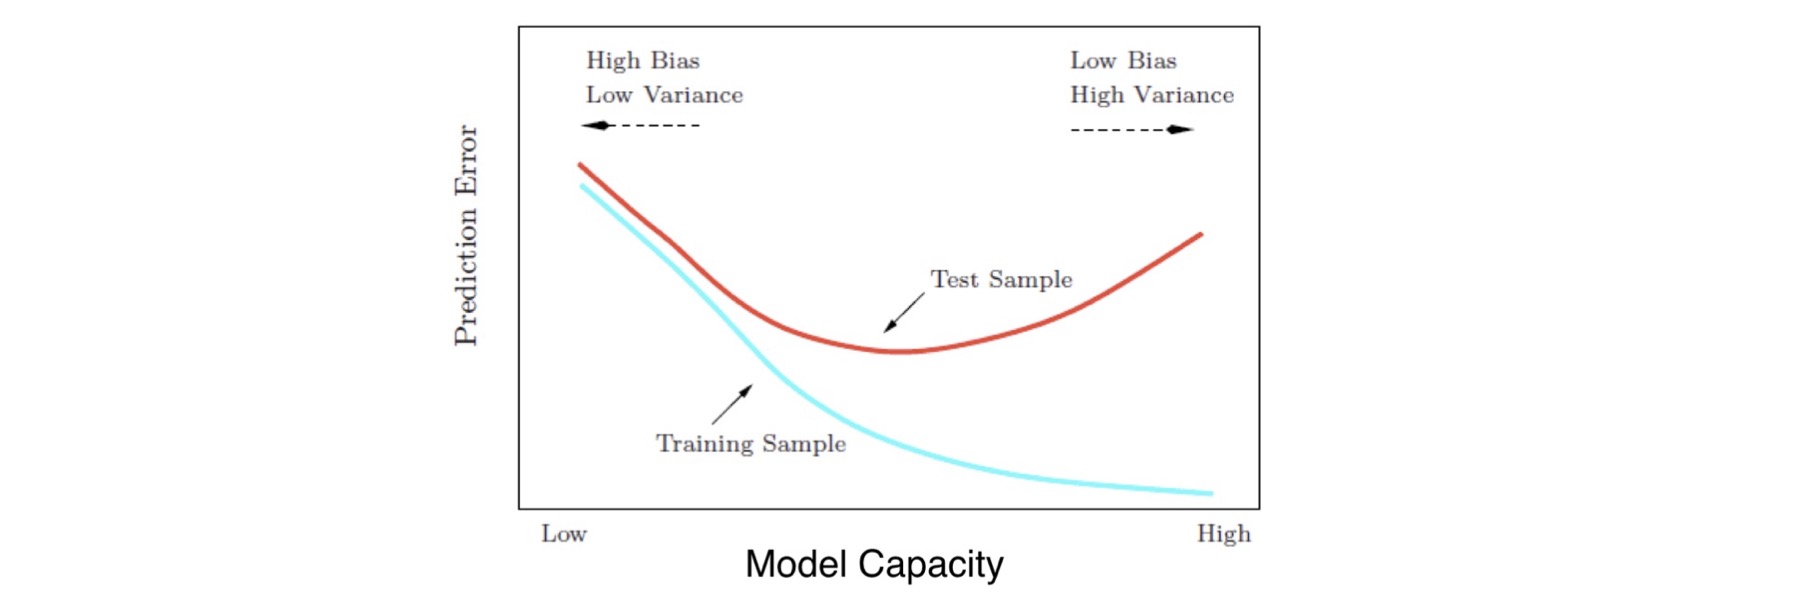 High Bias
Low Variance
Low Bias
High Variance
Prediction Error
Test Sample
Training Sample
Low
High
Model Capacity